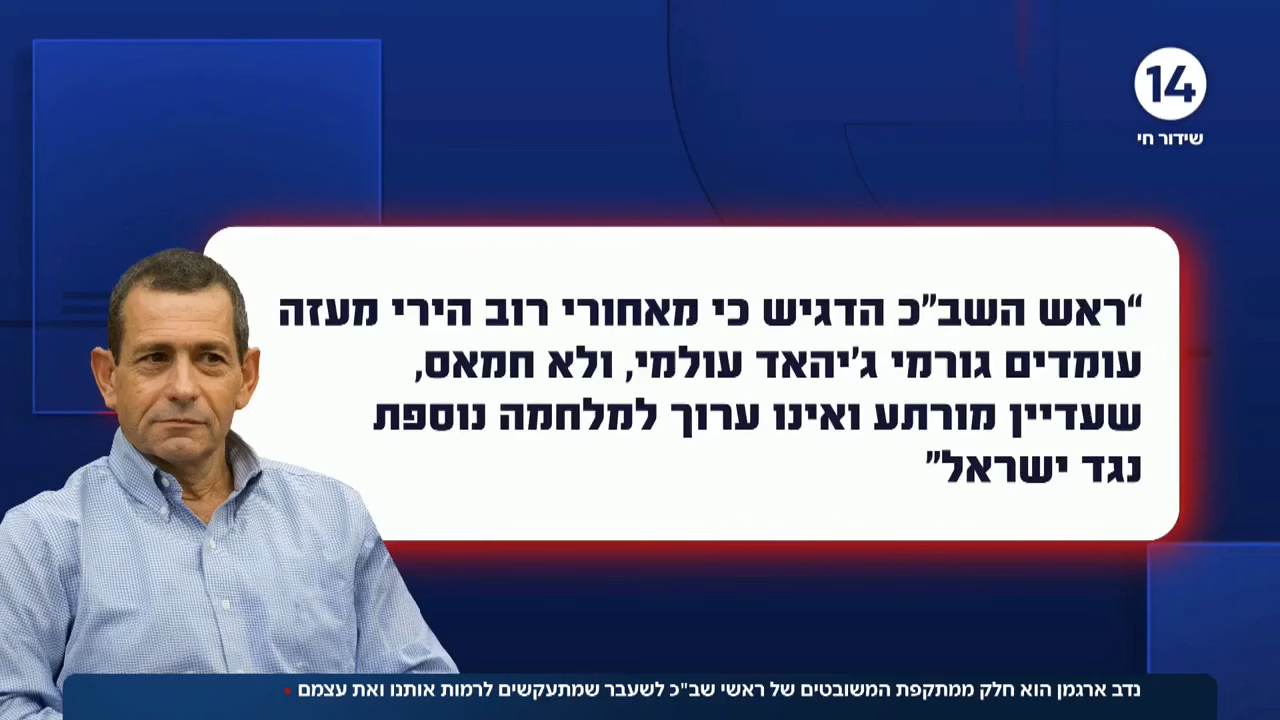 14
שידור חי
“ראש השב”כ הדגיש כי מאחורי רוב הירי מעזה
עומדים גורמי ג’יהאד עולמי, ולא חמאס,
שעדיין מורתע ואינו ערוך למלחמה נוספת
נגד ישראל”
נדב ארגמן הוא חלק ממתקפת המשובטים של ראשי שב"כ לשעבר שמתעקשים לרמות אותנו ואת עצמם •